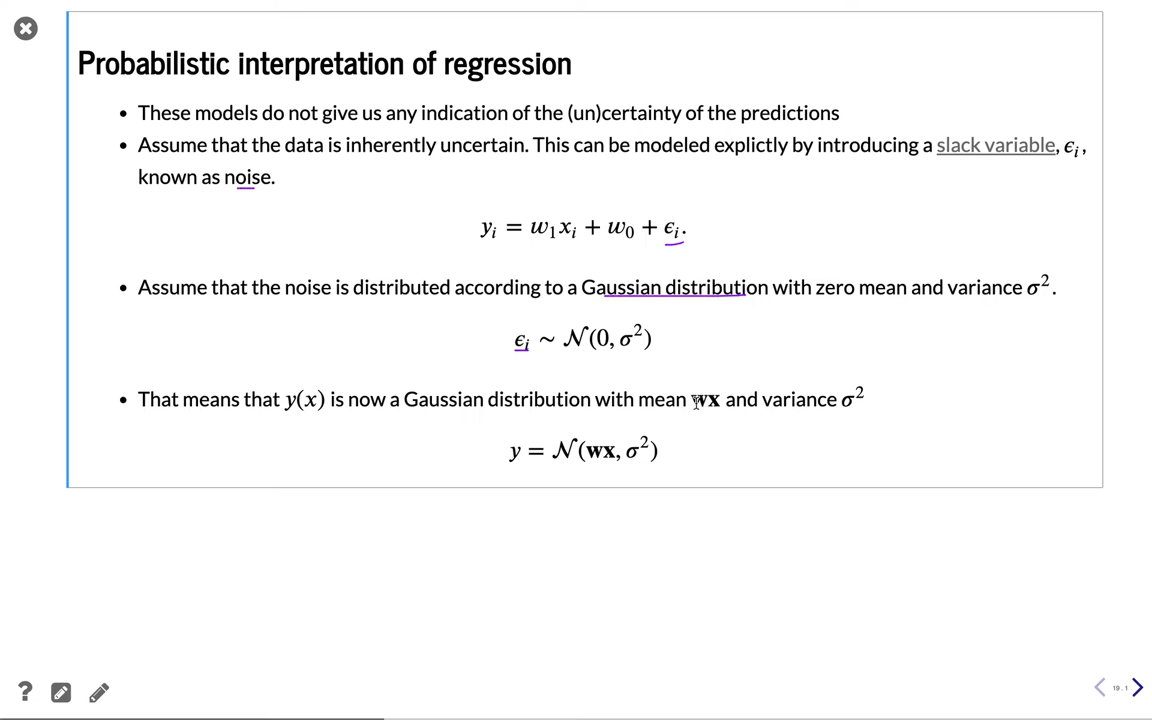 Probabilistic interpretation of regression
• These models do not give us any indication of the (un)certainty of the predictions
• Assume that the data is inherently uncertain. This can be modeled explictly by introducing a slack variable, ϵᵢ,
known as noise.
yᵢ = w₁xᵢ + w₀ + ϵᵢ.
• Assume that the noise is distributed according to a Gaussian distribution with zero mean and variance σ².
ϵᵢ ∼ 𝒩(0, σ²)
• That means that y(x) is now a Gaussian distribution with mean wx and variance σ²
y = 𝒩(wx, σ²)
?
19 . 1